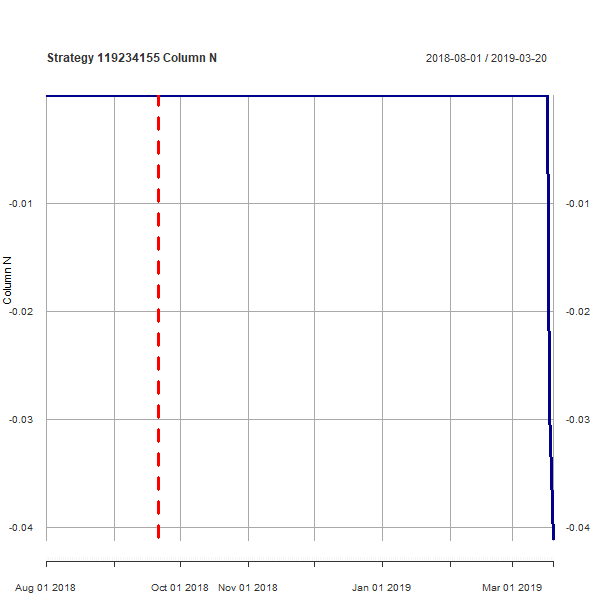 Strategy 119234155 Column N
2018-08-01 / 2019-03-20
Column N
-0.01
-0.01
-0.02
-0.02
-0.03
-0.03
-0.04
-0.04
Aug 01 2018
Oct 01 2018
Nov 01 2018
Jan 01 2019
Mar 01 2019